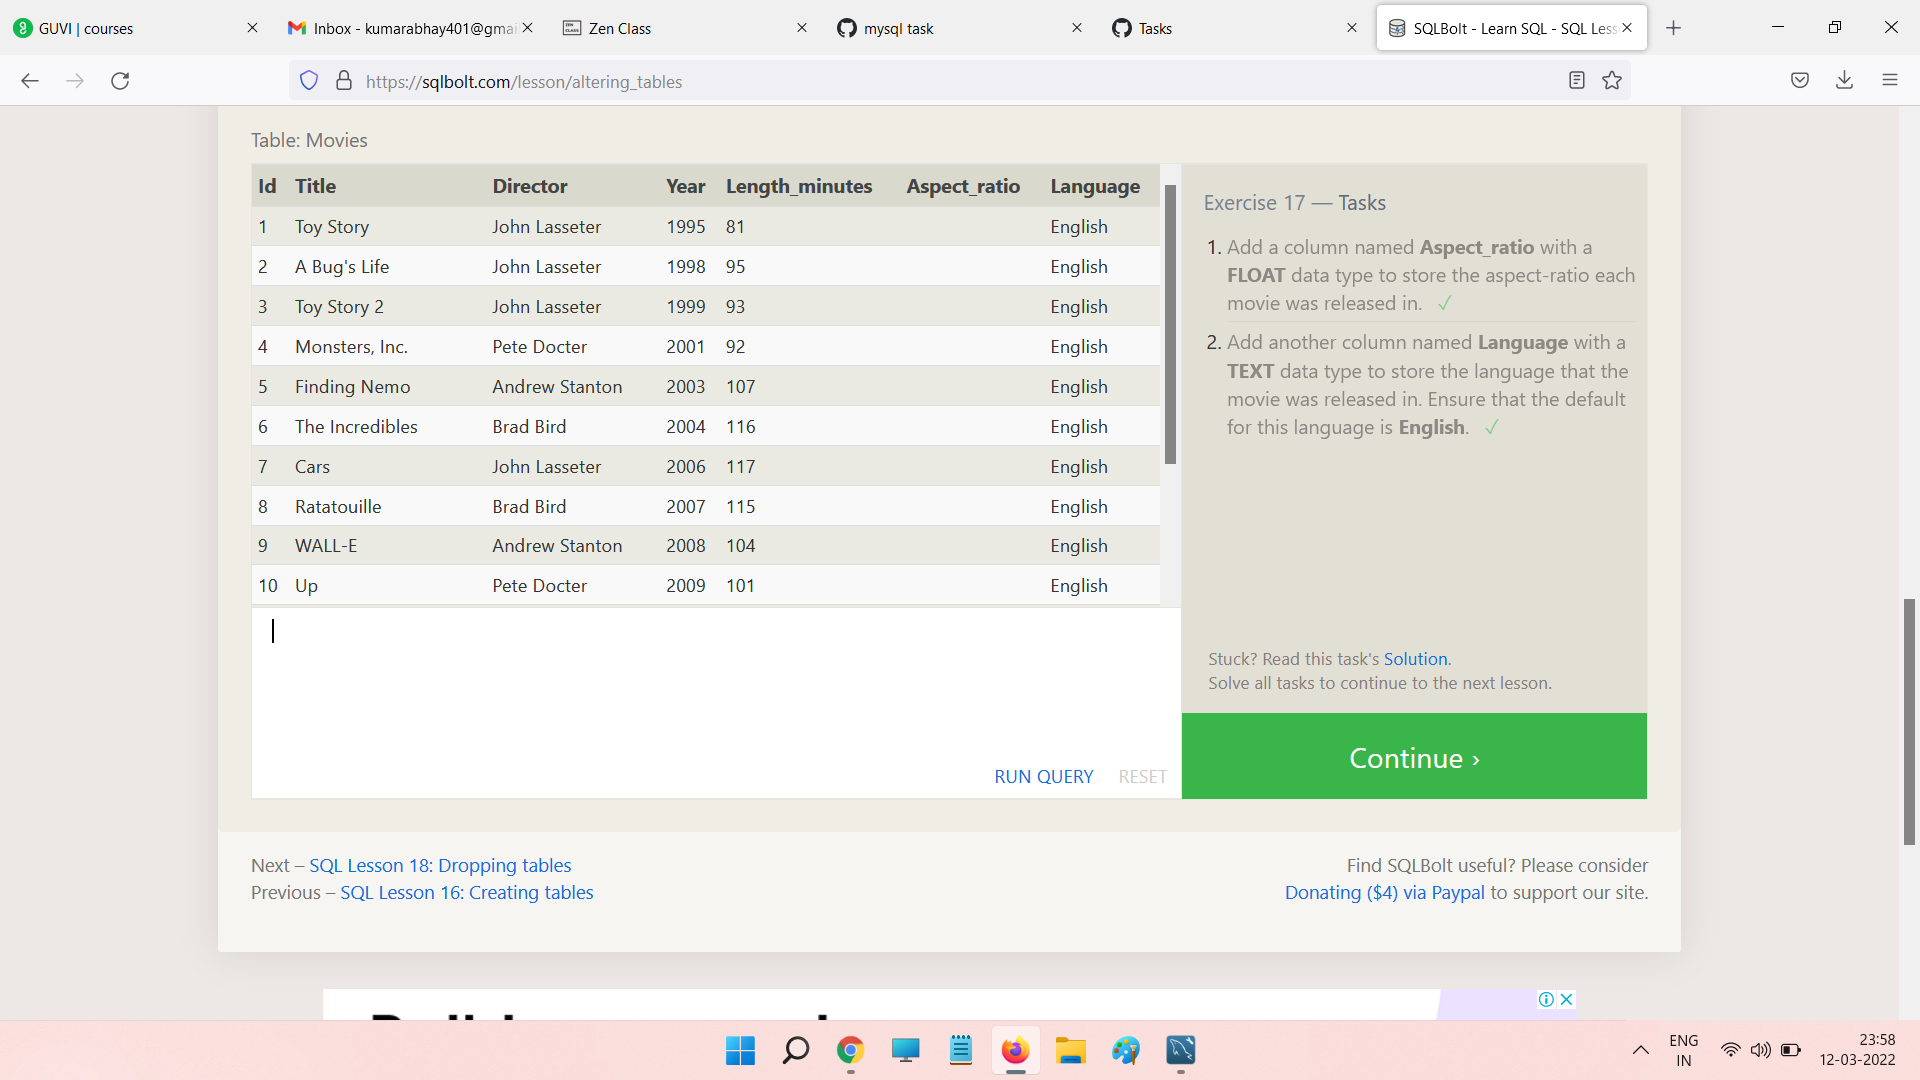 GUVI | courses
Inbox - kumarabhay401@gmai
Zen Class
mysql task
Tasks
SQLBolt - Learn SQL - SQL Less
https://sqlbolt.com/lesson/altering_tables
Table: Movies
Id Title Director Year Length_minutes Aspect_ratio Language
1 Toy Story John Lasseter 1995 81 English
2 A Bug's Life John Lasseter 1998 95 English
3 Toy Story 2 John Lasseter 1999 93 English
4 Monsters, Inc. Pete Docter 2001 92 English
5 Finding Nemo Andrew Stanton 2003 107 English
6 The Incredibles Brad Bird 2004 116 English
7 Cars John Lasseter 2006 117 English
8 Ratatouille Brad Bird 2007 115 English
9 WALL-E Andrew Stanton 2008 104 English
10 Up Pete Docter 2009 101 English
RUN QUERY RESET
Exercise 17 — Tasks
1. Add a column named Aspect_ratio with a
FLOAT data type to store the aspect-ratio each
movie was released in. ✓
2. Add another column named Language with a
TEXT data type to store the language that the
movie was released in. Ensure that the default
for this language is English. ✓
Stuck? Read this task's Solution.
Solve all tasks to continue to the next lesson.
Continue ›
Next – SQL Lesson 18: Dropping tables
Previous – SQL Lesson 16: Creating tables
Find SQLBolt useful? Please consider
Donating ($4) via Paypal to support our site.
ENG
IN
23:58
12-03-2022